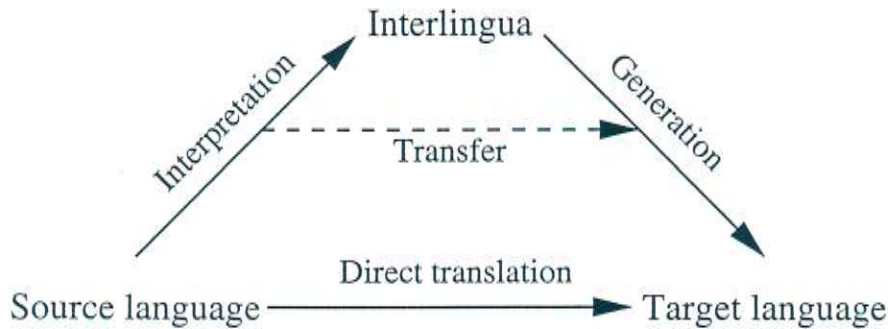 Interlingua
Interpretation
Generation
Transfer
Direct translation
Source language
Target language